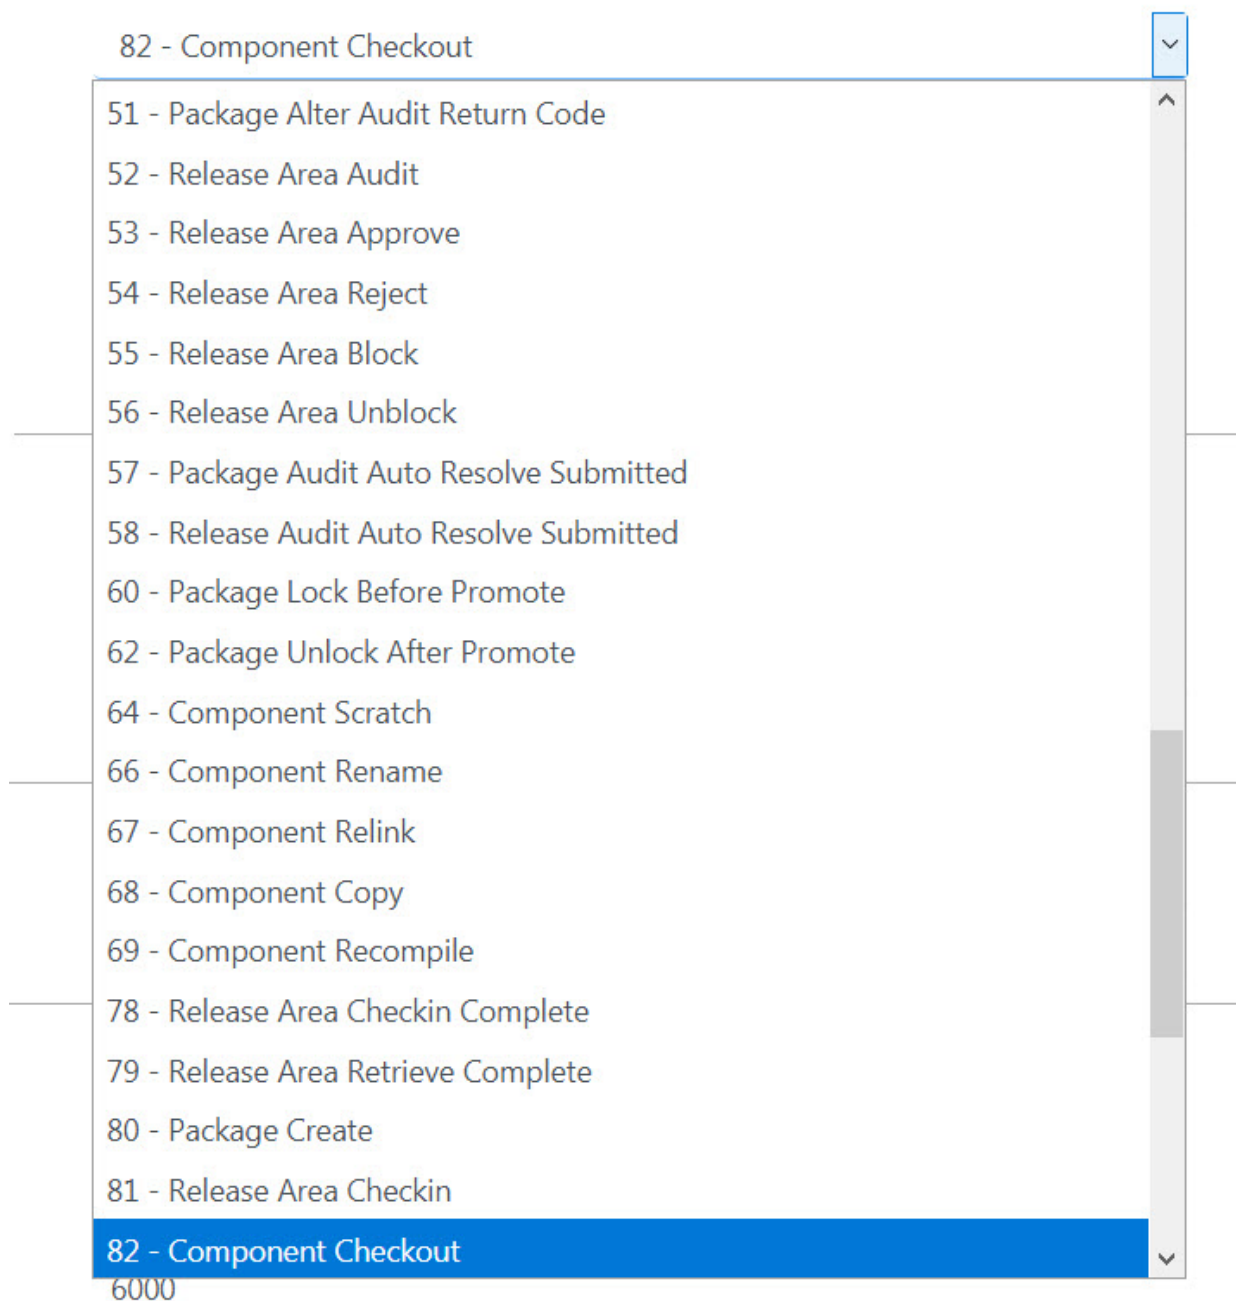 82 - Component Checkout
51 - Package Alter Audit Return Code
52 - Release Area Audit
53 - Release Area Approve
54 - Release Area Reject
55 - Release Area Block
56 - Release Area Unblock
57 - Package Audit Auto Resolve Submitted
58 - Release Audit Auto Resolve Submitted
60 - Package Lock Before Promote
62 - Package Unlock After Promote
64 - Component Scratch
66 - Component Rename
67 - Component Relink
68 - Component Copy
69 - Component Recompile
78 - Release Area Checkin Complete
79 - Release Area Retrieve Complete
80 - Package Create
81 - Release Area Checkin
82 - Component Checkout
6000